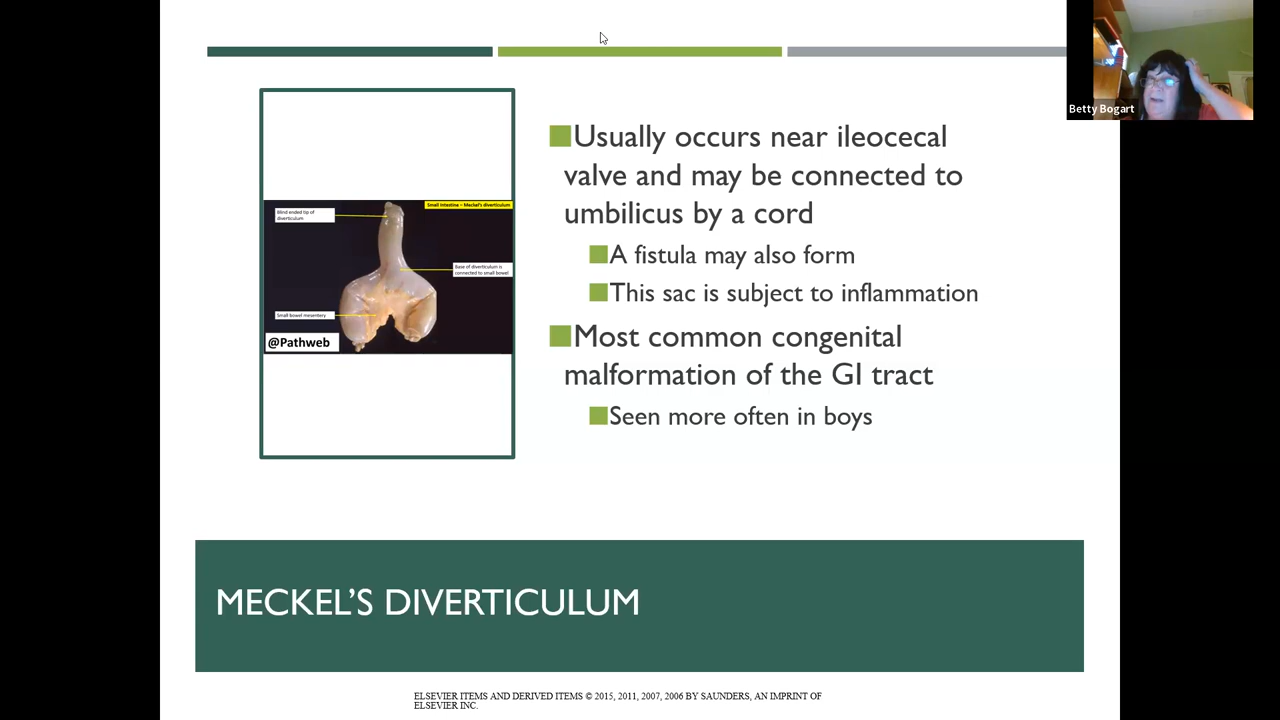 Betty Bogart
Small Intestine – Meckel's diverticulum
Blind ended tip of
diverticulum
Base of diverticulum is
connected to small bowel
Small bowel mesentery
@Pathweb
Usually occurs near ileocecal
valve and may be connected to
umbilicus by a cord
A fistula may also form
This sac is subject to inflammation
Most common congenital
malformation of the GI tract
Seen more often in boys
MECKEL’S DIVERTICULUM
ELSEVIER ITEMS AND DERIVED ITEMS © 2015, 2011, 2007, 2006 BY SAUNDERS, AN IMPRINT OF
ELSEVIER INC.